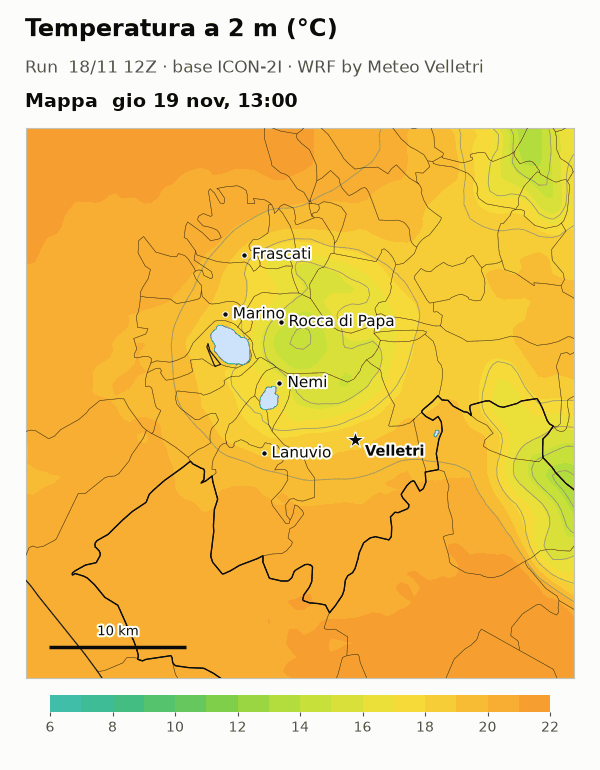 Temperatura a 2 m (°C)
Run  18/11 12Z · base ICON-2I · WRF by Meteo Velletri
Mappa  gio 19 nov, 13:00
Frascati
Marino
Rocca di Papa
Nemi
Velletri
Lanuvio
10 km
6 8 10 12 14 16 18 20 22